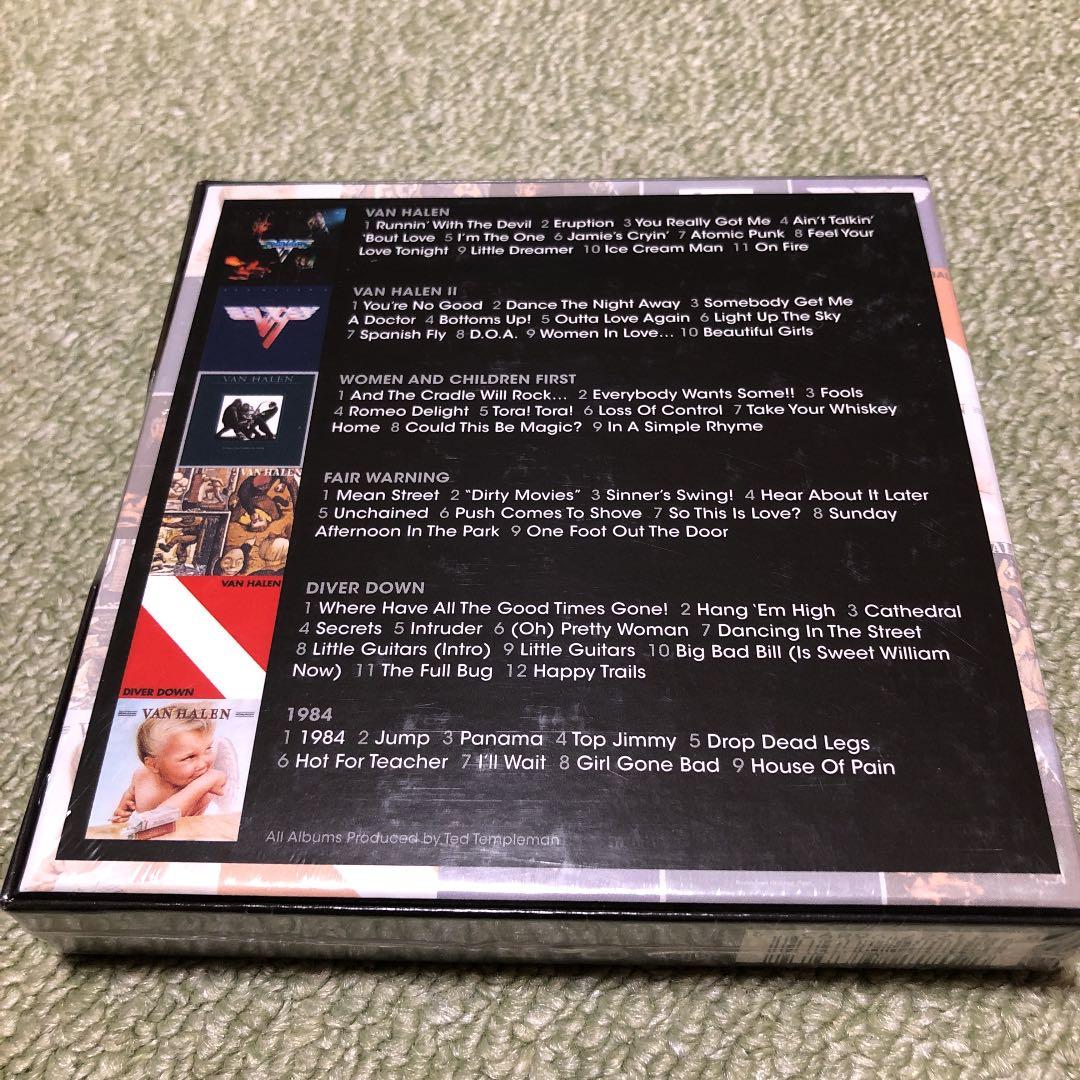 VAN HALEN
1 Runnin' With The Devil 2 Eruption 3 You Really Got Me 4 Ain't Talkin'
'Bout Love 5 I'm The One 6 Jamie's Cryin' 7 Atomic Punk 8 Feel Your
Love Tonight 9 Little Dreamer 10 Ice Cream Man 11 On Fire
VAN HALEN II
1 You're No Good 2 Dance The Night Away 3 Somebody Get Me
A Doctor 4 Bottoms Up! 5 Outta Love Again 6 Light Up The Sky
7 Spanish Fly 8 D.O.A. 9 Women In Love... 10 Beautiful Girls
VAN HALEN
WOMEN AND CHILDREN FIRST
1 And The Cradle Will Rock... 2 Everybody Wants Some!! 3 Fools
4 Romeo Delight 5 Tora! Tora! 6 Loss Of Control 7 Take Your Whiskey
Home 8 Could This Be Magic? 9 In A Simple Rhyme
VAN HALEN
FAIR WARNING
1 Mean Street 2 "Dirty Movies" 3 Sinner's Swing! 4 Hear About It Later
5 Unchained 6 Push Comes To Shove 7 So This Is Love? 8 Sunday
Afternoon In The Park 9 One Foot Out The Door
VAN HALEN
DIVER DOWN
DIVER DOWN
1 Where Have All The Good Times Gone! 2 Hang 'Em High 3 Cathedral
4 Secrets 5 Intruder 6 (Oh) Pretty Woman 7 Dancing In The Street
8 Little Guitars (Intro) 9 Little Guitars 10 Big Bad Bill (Is Sweet William
Now) 11 The Full Bug 12 Happy Trails
VAN HALEN
1984
1 1984 2 Jump 3 Panama 4 Top Jimmy 5 Drop Dead Legs
6 Hot For Teacher 7 I'll Wait 8 Girl Gone Bad 9 House Of Pain
All Albums Produced by Ted Templeman